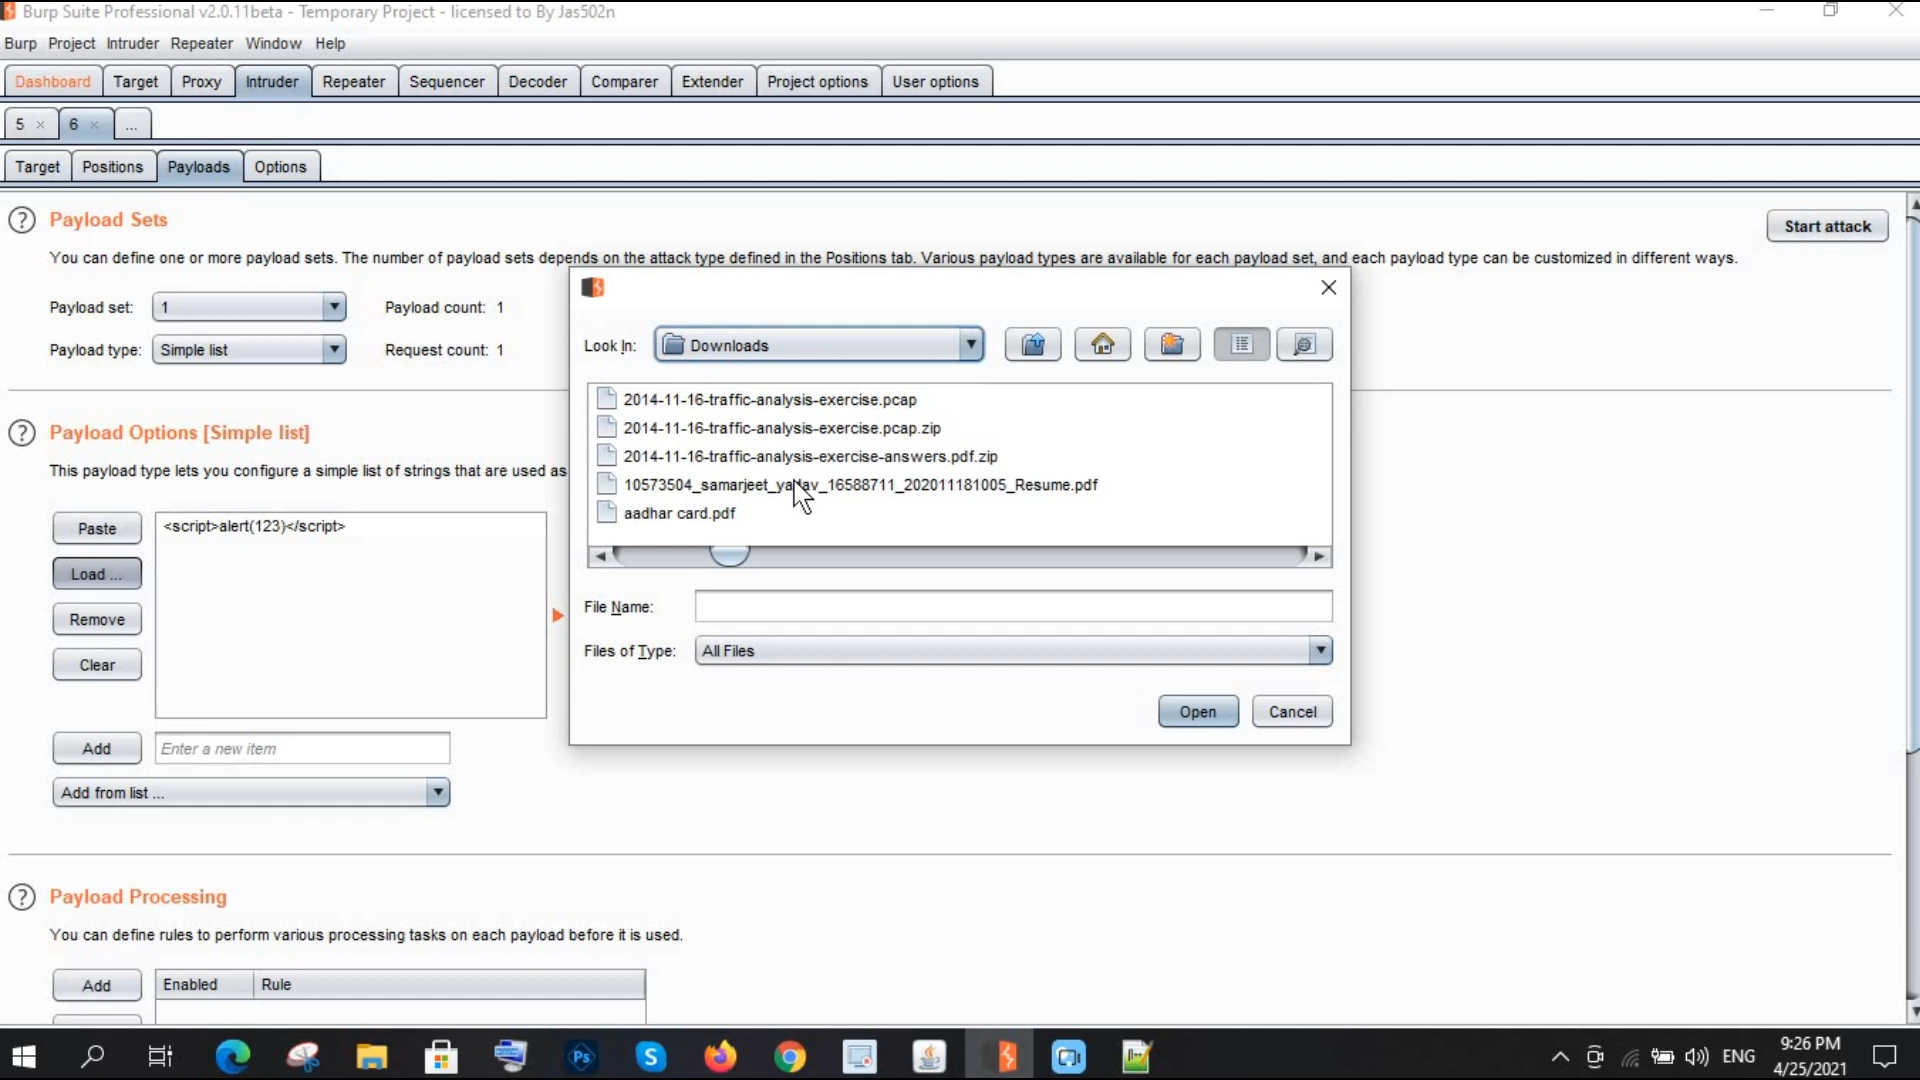 Burp Suite Professional v2.0.11beta - Temporary Project - licensed to By Jas502n
Burp Project Intruder Repeater Window Help
Dashboard Target Proxy Intruder Repeater Sequencer Decoder Comparer Extender Project options User options
5 × 6 × ...
Target Positions Payloads Options
? Payload Sets
Start attack
You can define one or more payload sets. The number of payload sets depends on the attack type defined in the Positions tab. Various payload types are available for each payload set, and each payload type can be customized in different ways.
Payload set: 1 Payload count: 1
Payload type: Simple list Request count: 1
? Payload Options [Simple list]
This payload type lets you configure a simple list of strings that are used as
Paste
Load ...
Remove
Clear
<script>alert(123)</script>
Add Enter a new item
Add from list ...
Look In: Downloads
2014-11-16-traffic-analysis-exercise.pcap
2014-11-16-traffic-analysis-exercise.pcap.zip
2014-11-16-traffic-analysis-exercise-answers.pdf.zip
10573504_samarjeet_yadav_16588711_202011181005_Resume.pdf
aadhar card.pdf
File Name:
Files of Type: All Files
Open Cancel
? Payload Processing
You can define rules to perform various processing tasks on each payload before it is used.
Add Enabled Rule
Ps S ENG 9:26 PM
4/25/2021